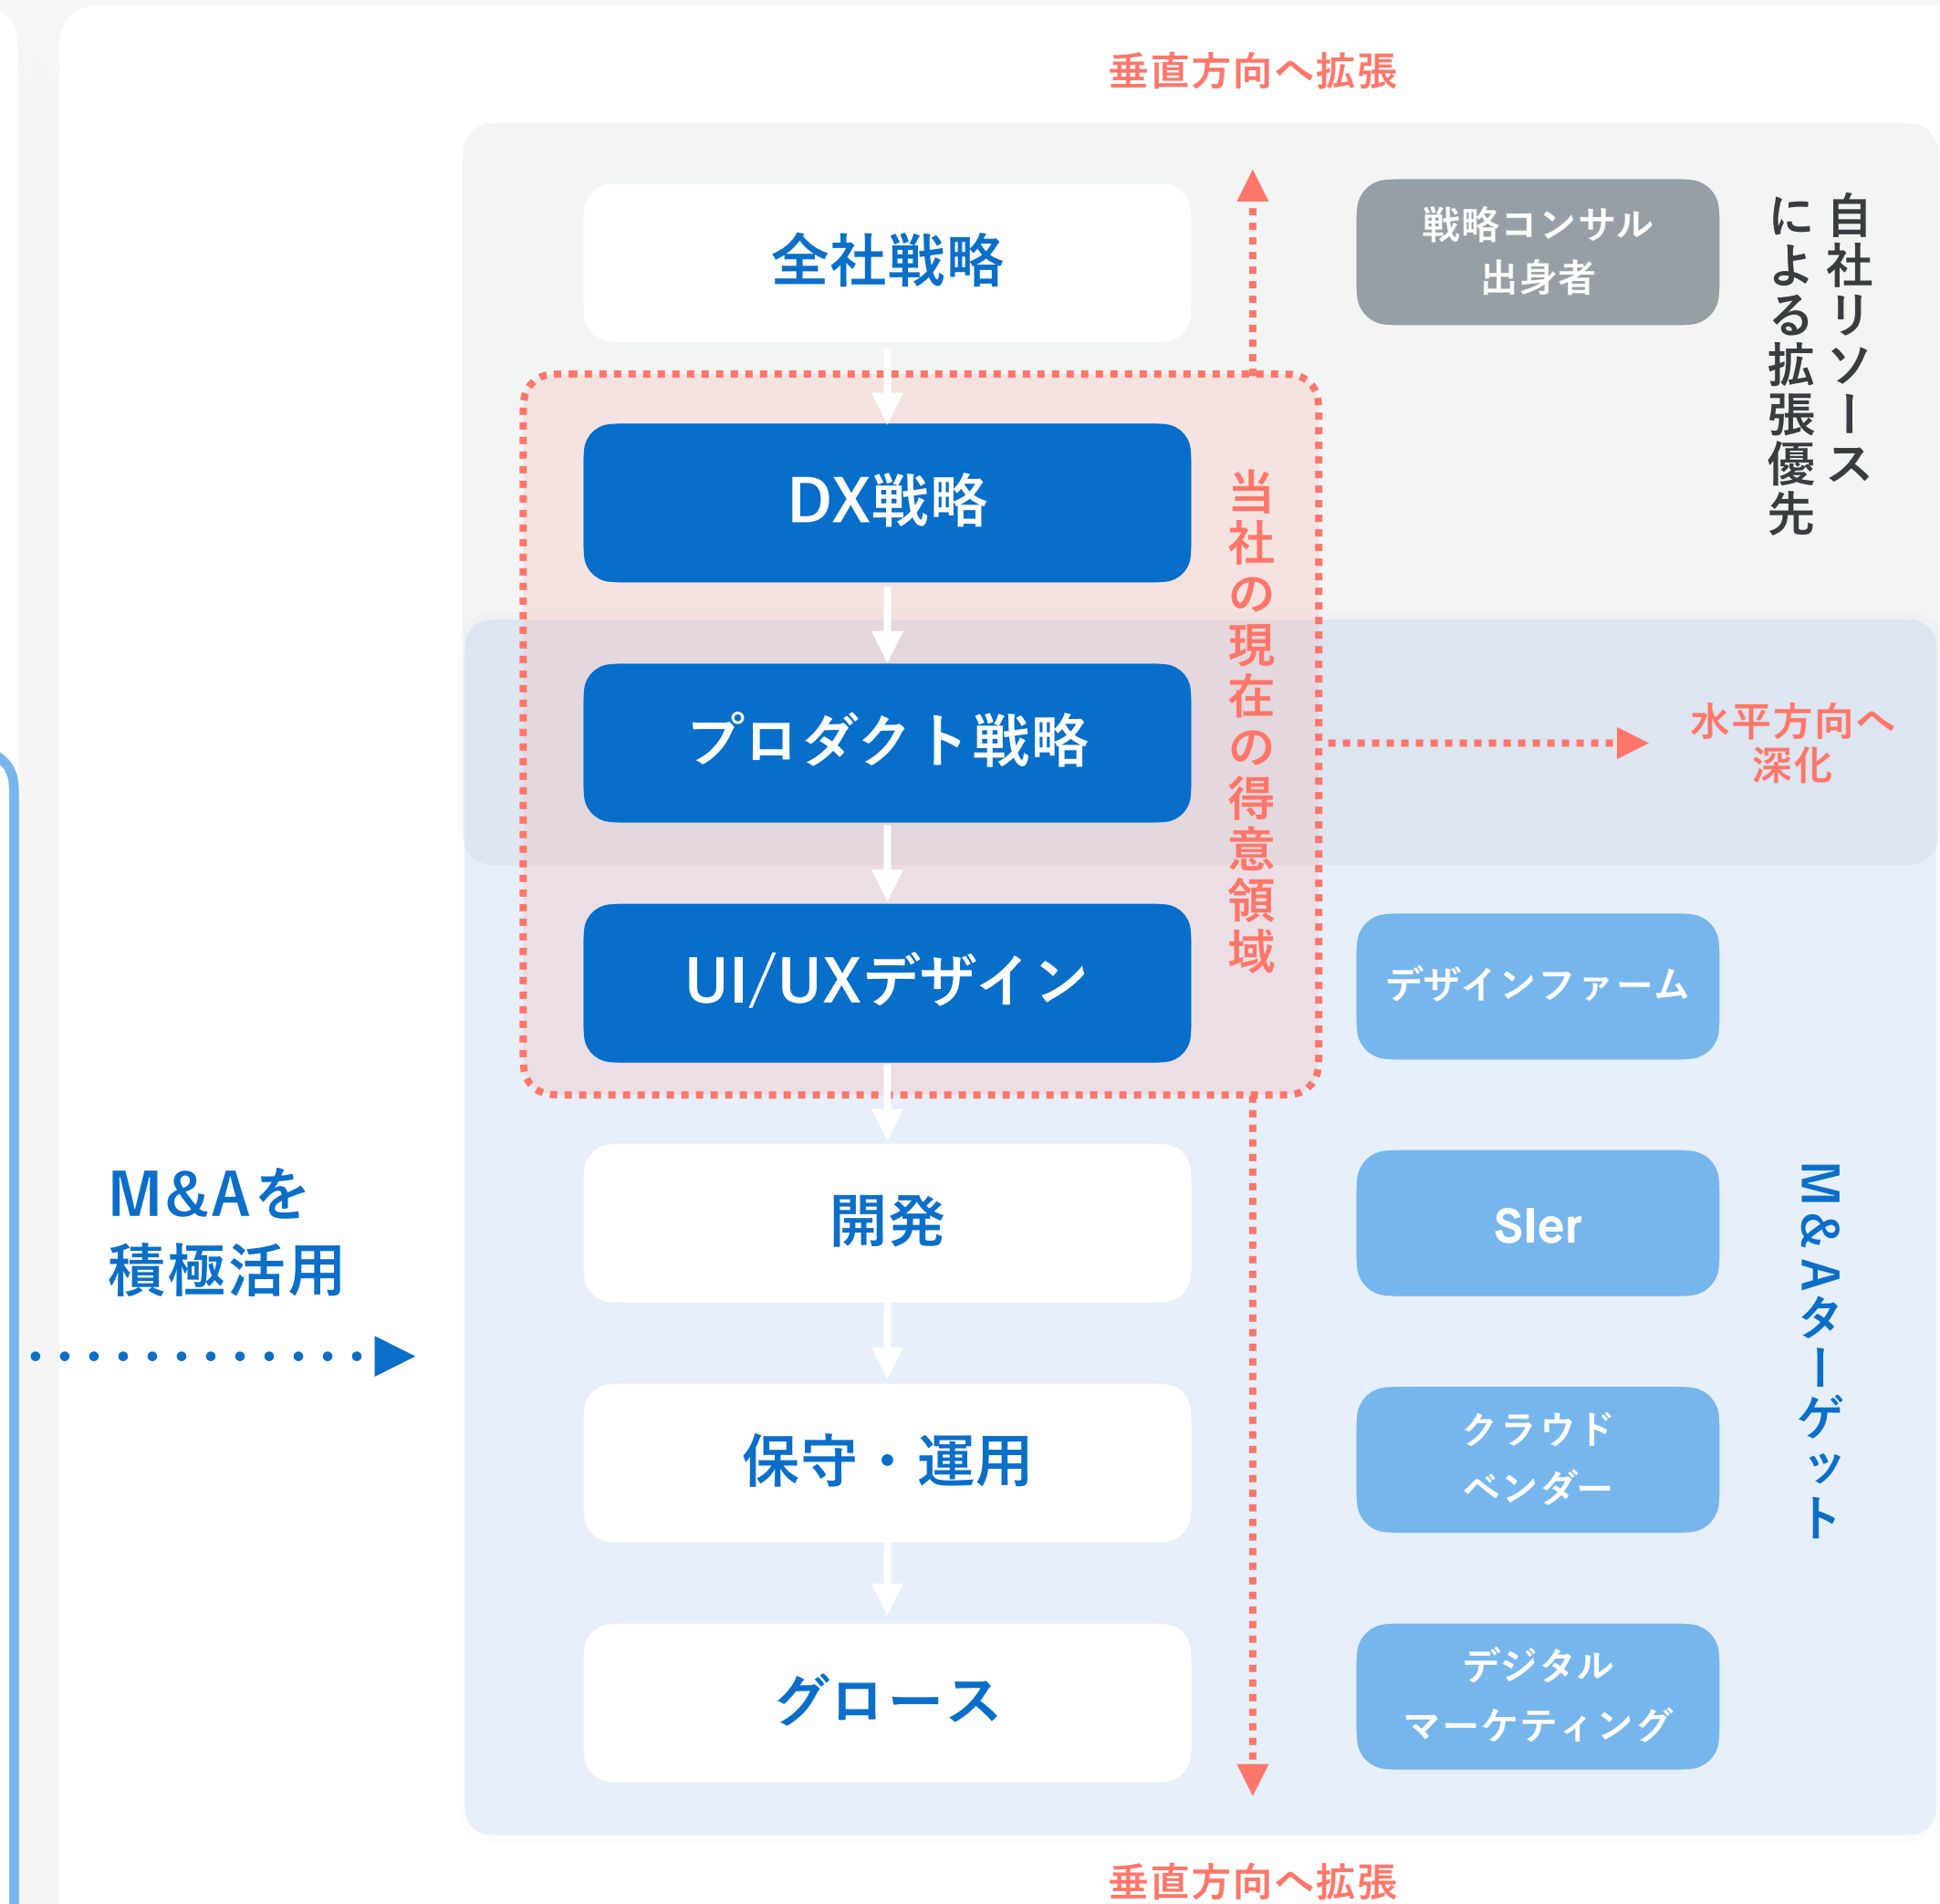 垂直方向へ拡張
全社戦略
戦略コンサル
出身者
自社リソース
による拡張優先
DX戦略
当社の現在の得意領域
プロダクト戦略
水平方向へ
深化
UI/UXデザイン
デザインファーム
M&Aを
積極活用
開発
SIer
M&Aターゲット
保守・運用
クラウド
ベンダー
グロース
デジタル
マーケティング
垂直方向へ拡張